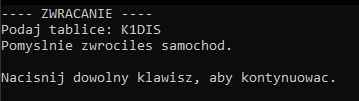 ---- ZWRACANIE ----
Podaj tablice: K1DIS
Pomyslnie zwrociles samochod.
Nacisnij dowolny klawisz, aby kontynuowac.